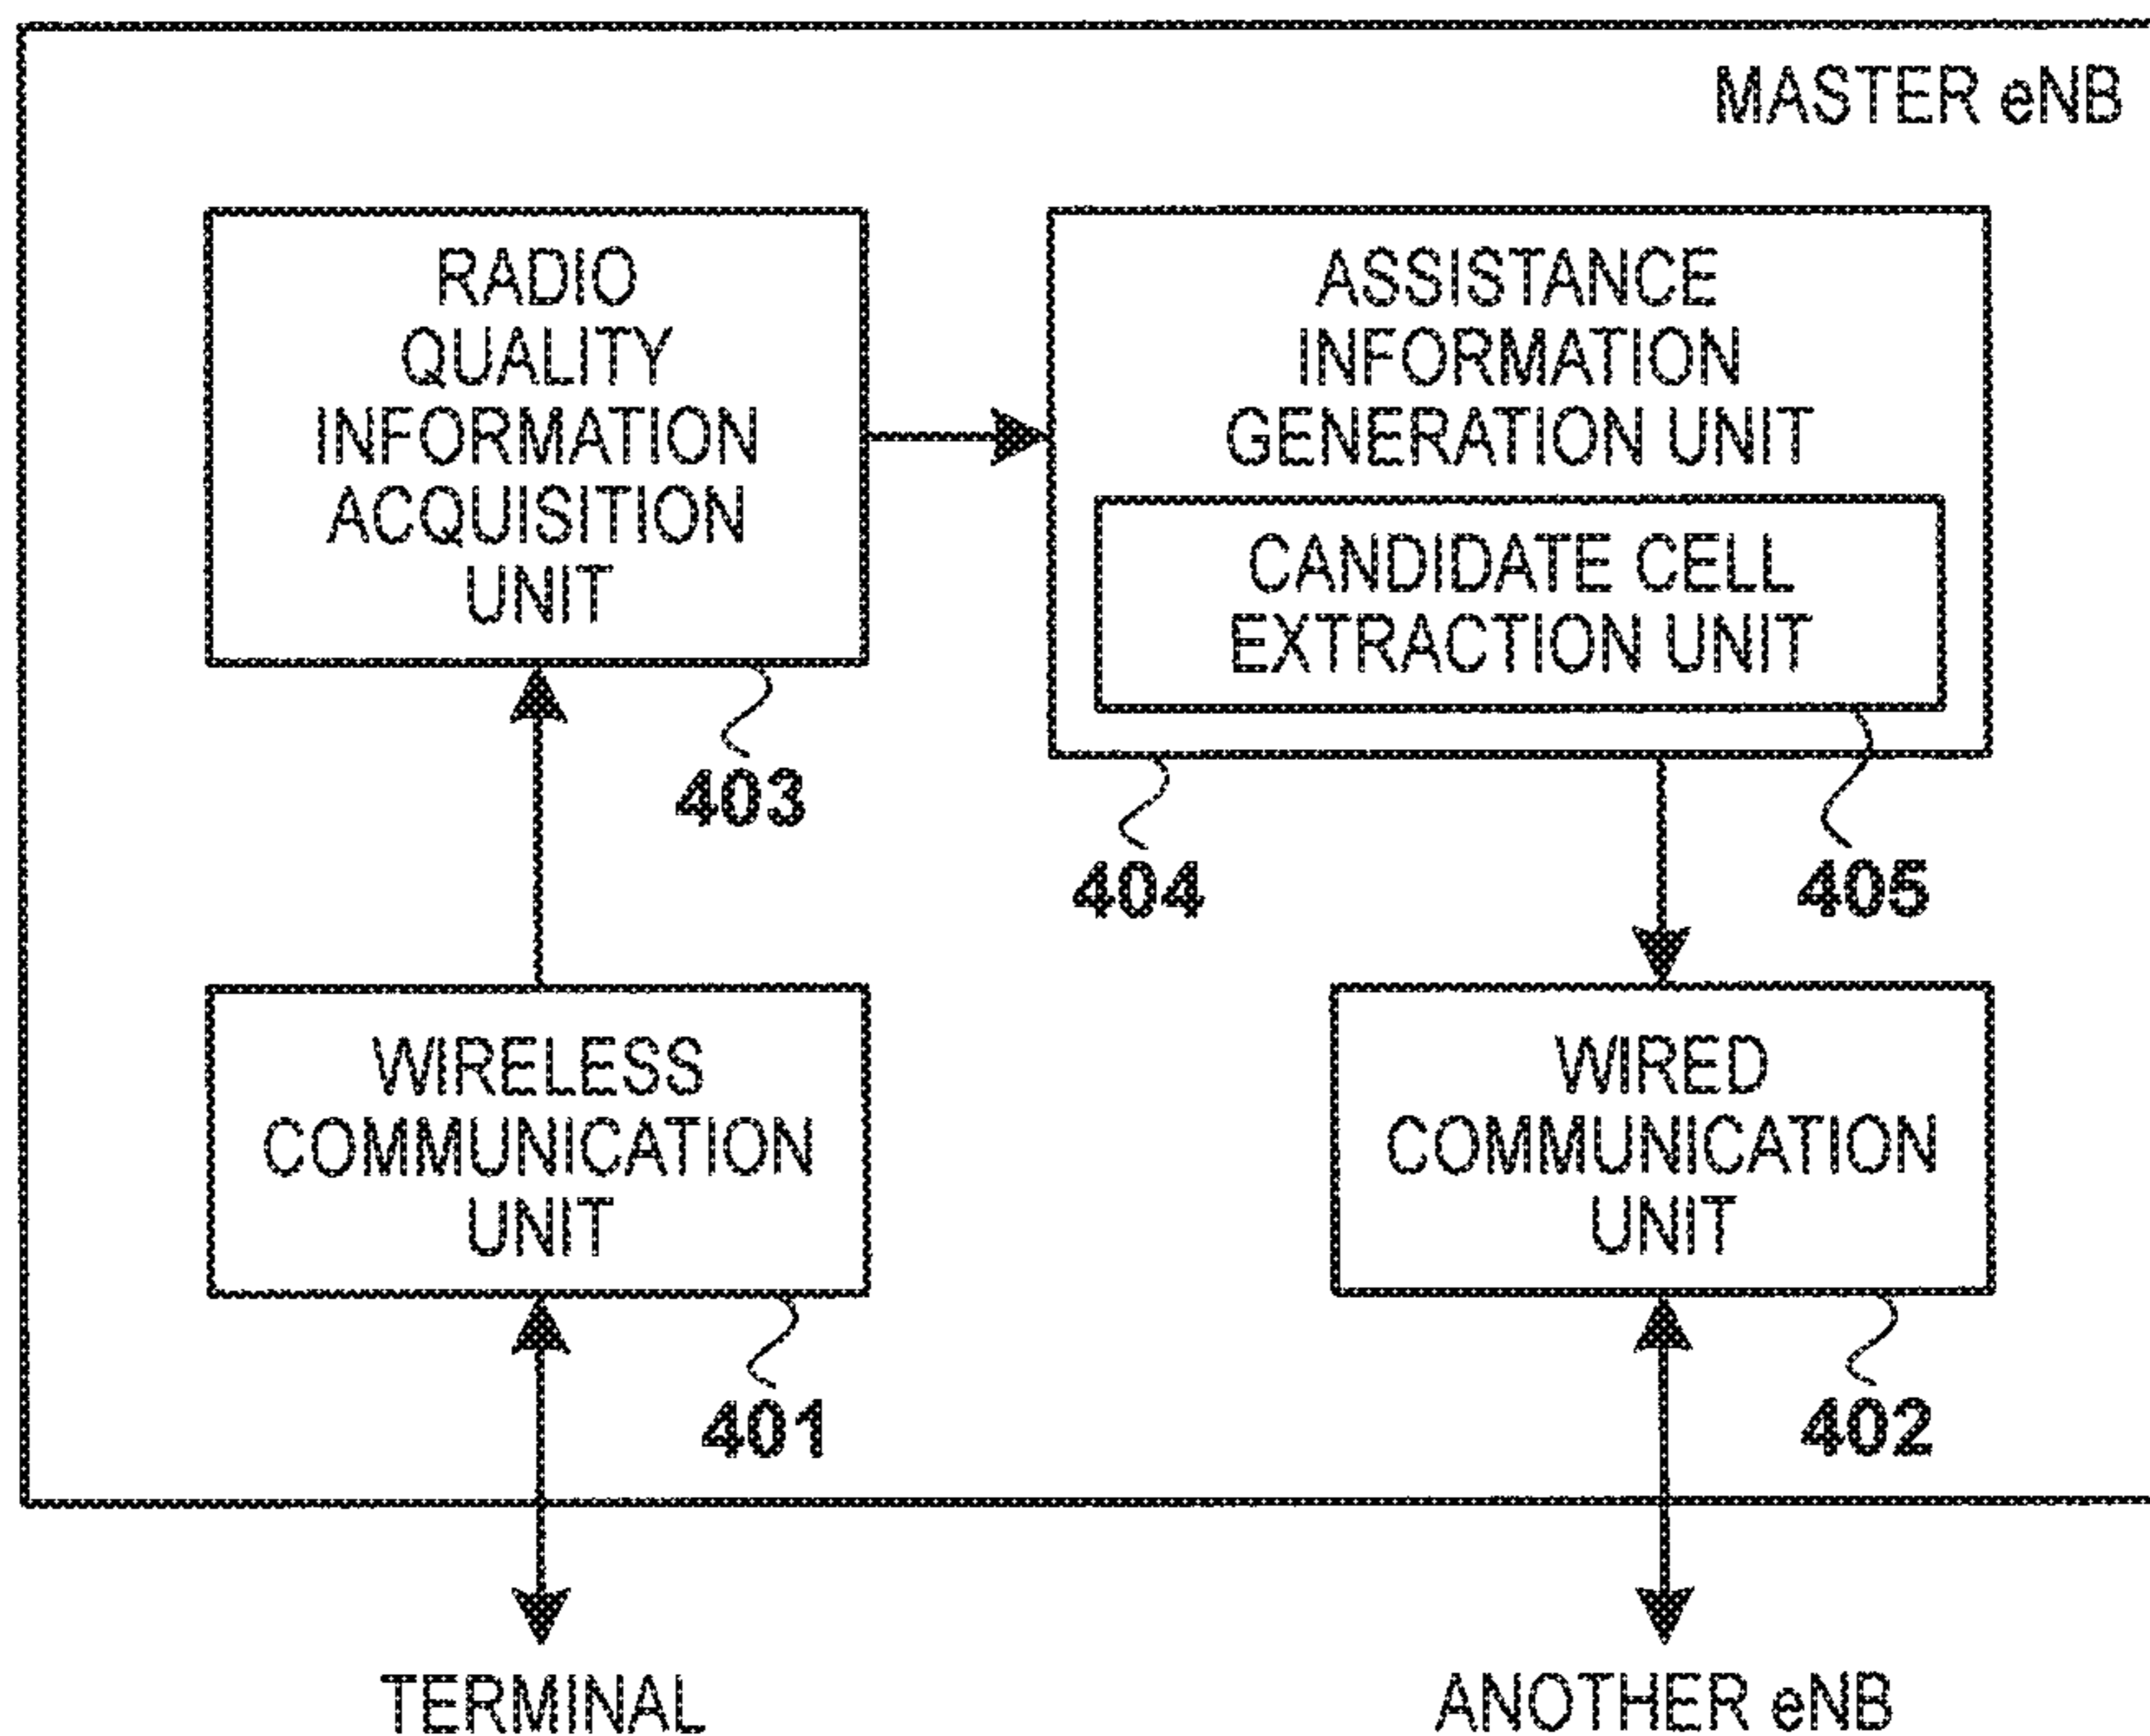 MASTER eNB
RADIO
QUALITY
INFORMATION
ACQUISITION
UNIT
403
ASSISTANCE
INFORMATION
GENERATION UNIT
CANDIDATE CELL
EXTRACTION UNIT
404
405
WIRELESS
COMMUNICATION
UNIT
401
WIRED
COMMUNICATION
UNIT
402
TERMINAL
ANOTHER eNB